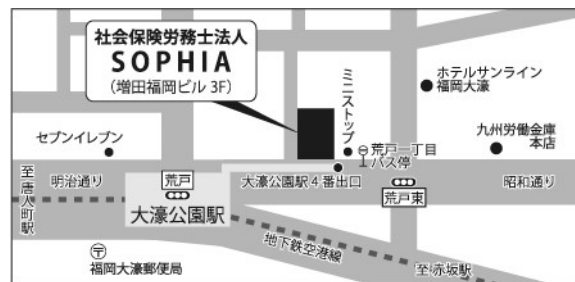 社会保険労務士法人
SOPHIA
(増田福岡ビル 3F)
ミニストップ
ホテルサンライン
福岡大濠
セブンイレブン
荒戸一丁目
バス停
九州労働金庫
本店
至唐人町駅
明治通り
荒戸
大濠公園駅4番出口
昭和通り
荒戸東
大濠公園駅
地下鉄空港線
〒
福岡大濠郵便局
至赤坂駅